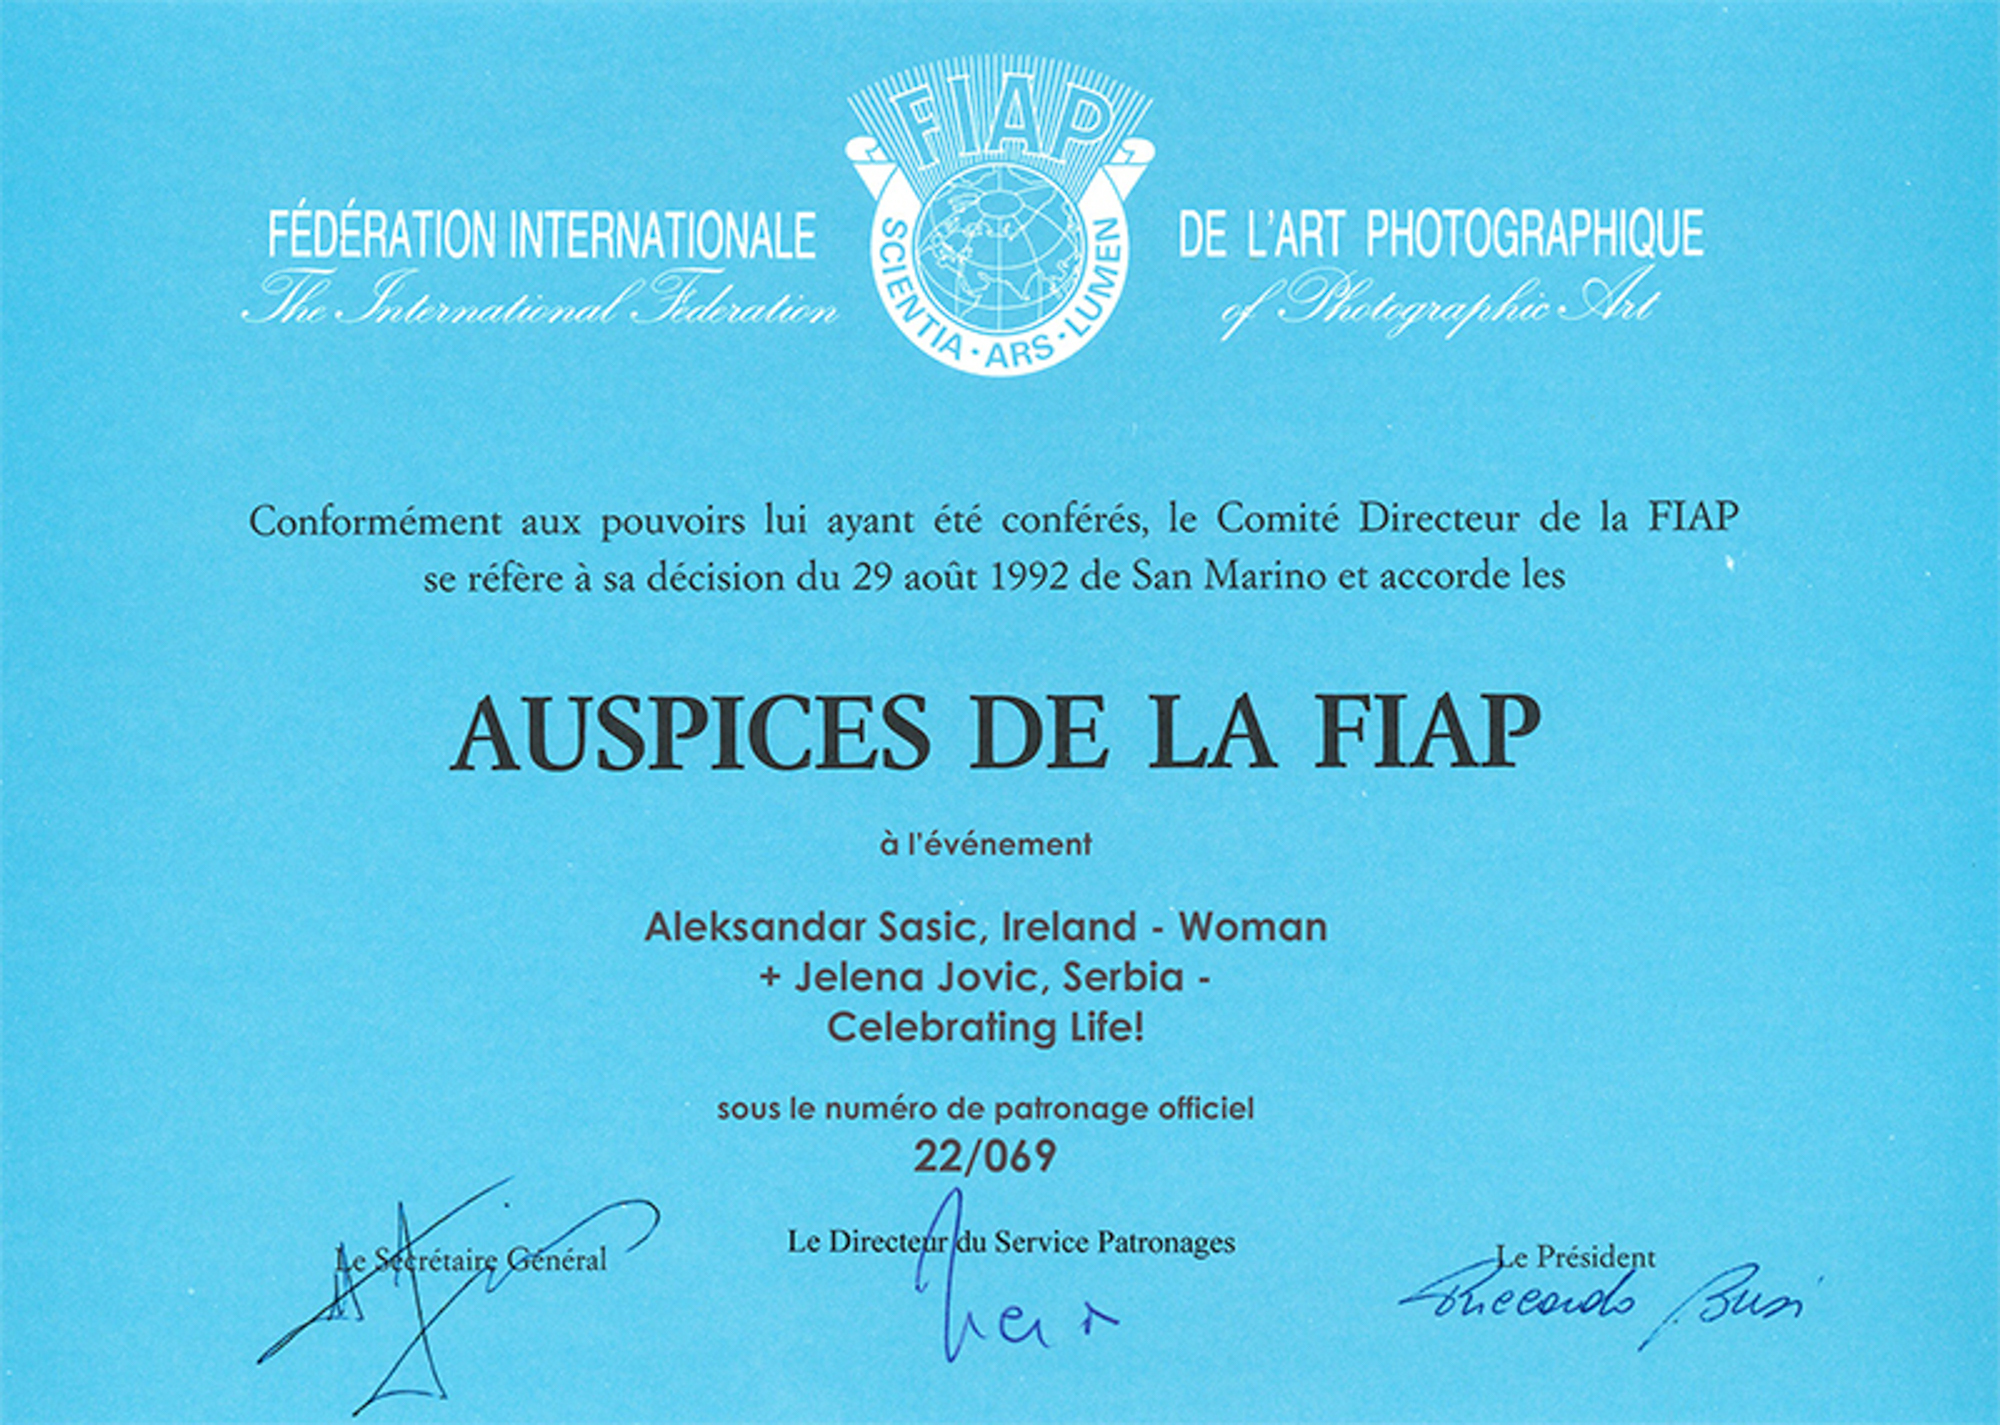 FIAP
SCIENTIA · ARS · LUMEN
FÉDÉRATION INTERNATIONALE DE L'ART PHOTOGRAPHIQUE
The International Federation of Photographic Art
Conformément aux pouvoirs lui ayant été conférés, le Comité Directeur de la FIAP
se réfère à sa décision du 29 août 1992 de San Marino et accorde les
AUSPICES DE LA FIAP
à l'événement
Aleksandar Sasic, Ireland - Woman
+ Jelena Jovic, Serbia -
Celebrating Life!
sous le numéro de patronage officiel
22/069
Le Secrétaire Général
Le Directeur du Service Patronages
Le Président
Riccardo Busi